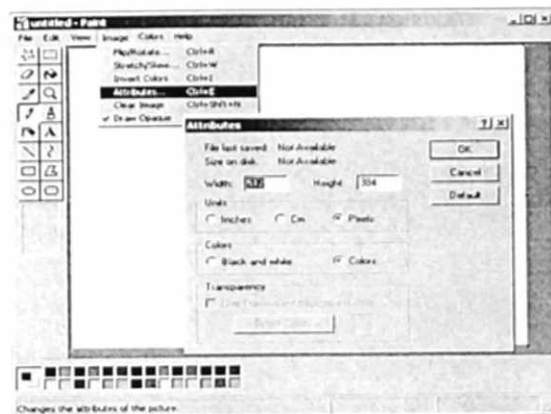 untitled - Paint
File Edit View Image Colors Help
Flip/Rotate... Ctrl+R
Stretch/Skew... Ctrl+W
Invert Colors Ctrl+I
Attributes... Ctrl+E
Clear Image Ctrl+Shift+N
Draw Opaque
Attributes
File last saved: Not Available
Size on disk: Not Available
OK
Width: Height: 384
Cancel
Units
Default
Inches Cm Pixels
Colors
Black and white Colors
Transparency
Changes the attributes of the picture.